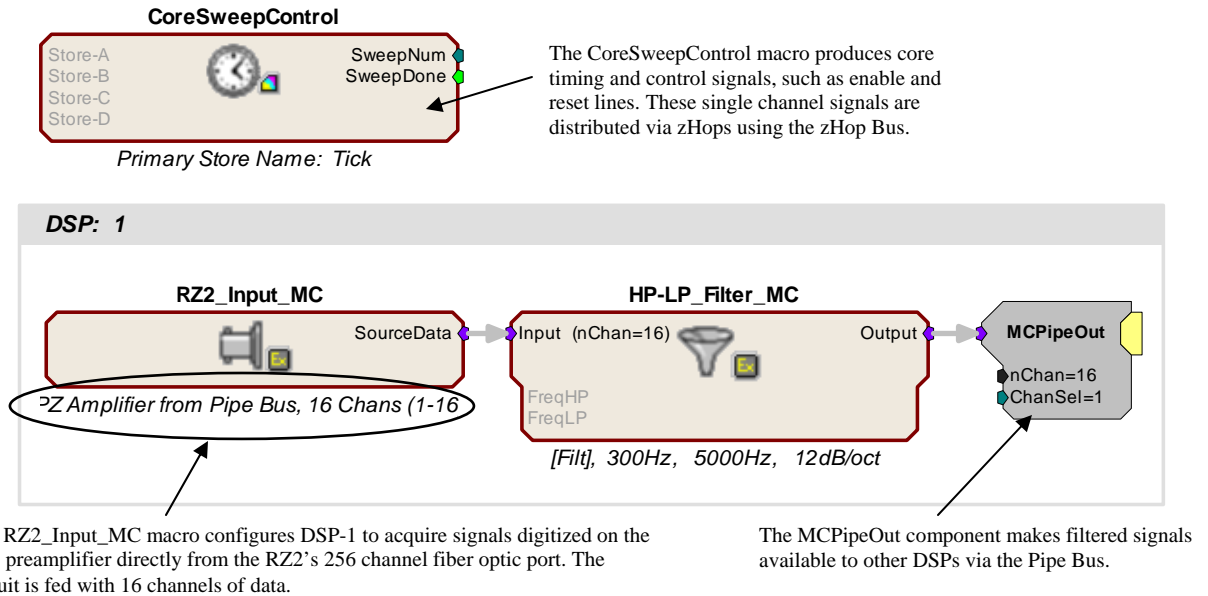 CoreSweepControl
Store-A
Store-B
Store-C
Store-D
SweepNum
SweepDone
Primary Store Name: Tick
The CoreSweepControl macro produces core
timing and control signals, such as enable and
reset lines. These single channel signals are
distributed via zHops using the zHop Bus.
DSP: 1
RZ2_Input_MC
SourceData
PZ Amplifier from Pipe Bus, 16 Chans (1-16
HP-LP_Filter_MC
Input (nChan=16)
Output
FreqHP
FreqLP
[Filt], 300Hz, 5000Hz, 12dB/oct
MCPipeOut
nChan=16
ChanSel=1
RZ2_Input_MC macro configures DSP-1 to acquire signals digitized on the
preamplifier directly from the RZ2's 256 channel fiber optic port. The
uit is fed with 16 channels of data.
The MCPipeOut component makes filtered signals
available to other DSPs via the Pipe Bus.